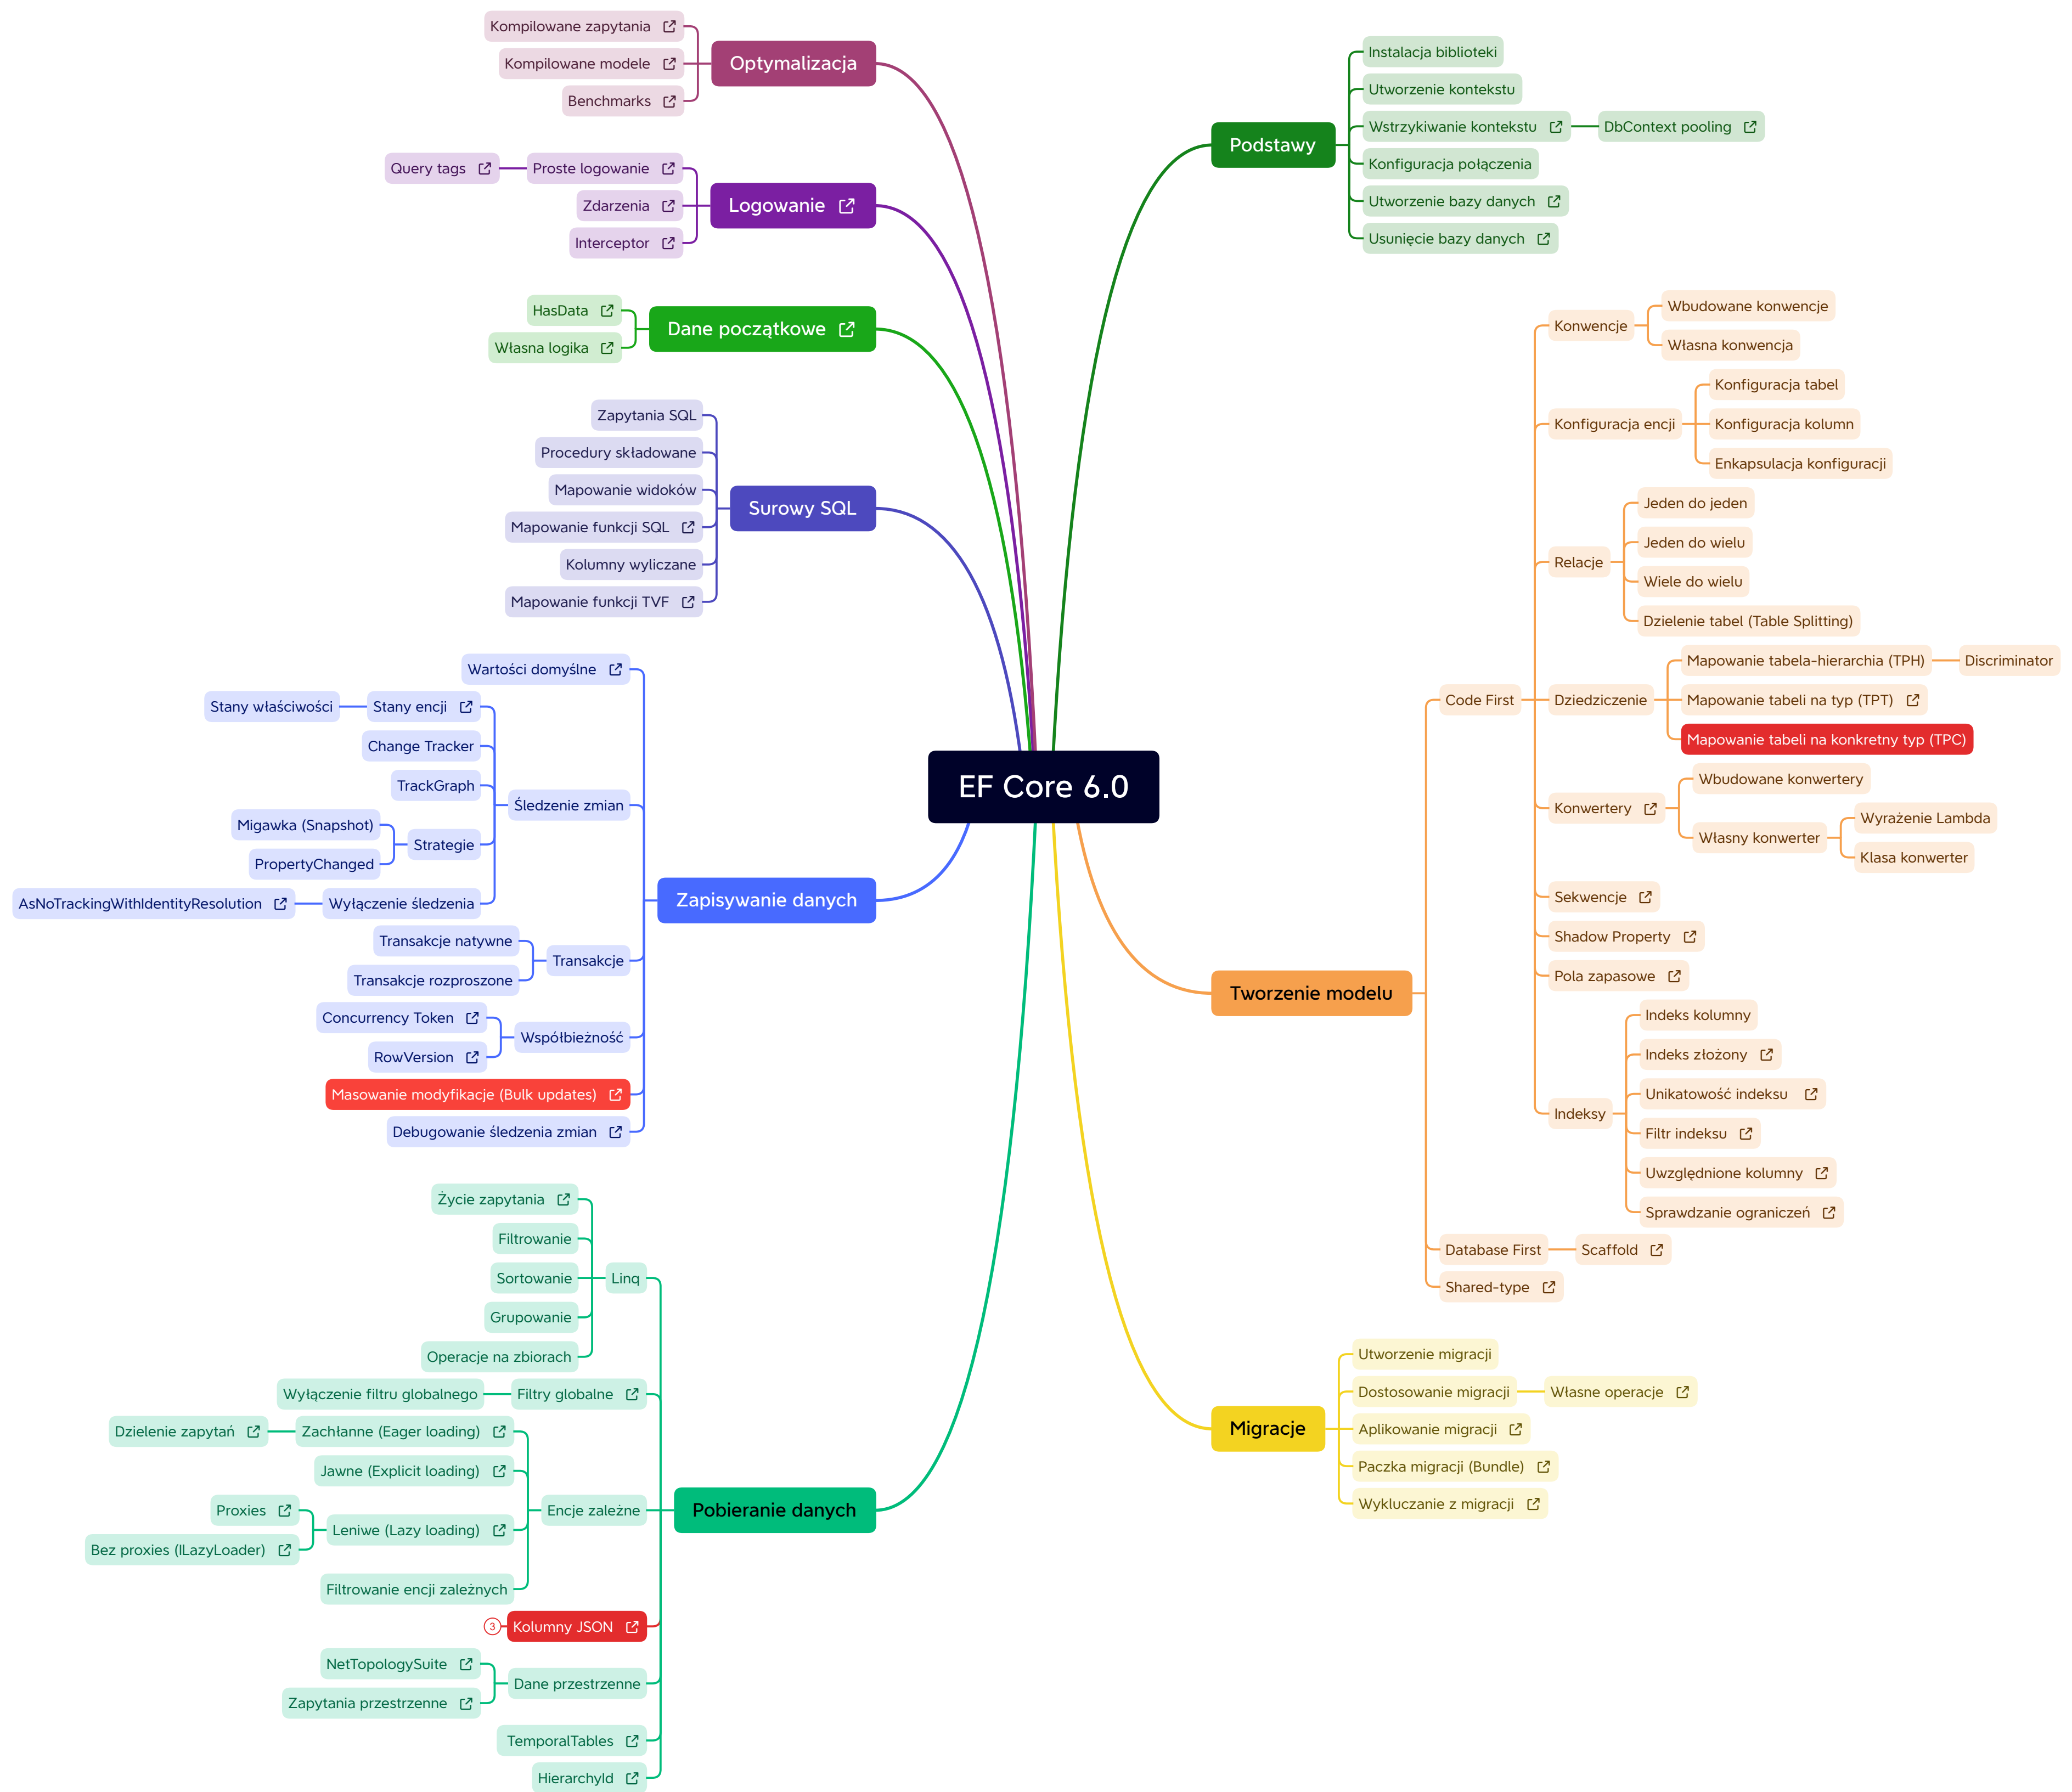 EF Core 6.0
Podstawy
Instalacja biblioteki
Utworzenie kontekstu
Wstrzykiwanie kontekstu
DbContext pooling
Konfiguracja połączenia
Utworzenie bazy danych
Usunięcie bazy danych
Tworzenie modelu
Code First
Konwencje
Wbudowane konwencje
Własna konwencja
Konfiguracja encji
Konfiguracja tabel
Konfiguracja kolumn
Enkapsulacja konfiguracji
Relacje
Jeden do jeden
Jeden do wielu
Wiele do wielu
Dzielenie tabel (Table Splitting)
Dziedziczenie
Mapowanie tabela-hierarchia (TPH)
Discriminator
Mapowanie tabeli na typ (TPT)
Mapowanie tabeli na konkretny typ (TPC)
Konwertery
Wbudowane konwertery
Własny konwerter
Wyrażenie Lambda
Klasa konwerter
Sekwencje
Shadow Property
Pola zapasowe
Indeksy
Indeks kolumny
Indeks złożony
Unikatowość indeksu
Filtr indeksu
Uwzględnione kolumny
Sprawdzanie ograniczeń
Database First
Scaffold
Shared-type
Migracje
Utworzenie migracji
Dostosowanie migracji
Własne operacje
Aplikowanie migracji
Paczka migracji (Bundle)
Wykluczanie z migracji
Optymalizacja
Kompilowane zapytania
Kompilowane modele
Benchmarks
Logowanie
Proste logowanie
Query tags
Zdarzenia
Interceptor
Dane początkowe
HasData
Własna logika
Surowy SQL
Zapytania SQL
Procedury składowane
Mapowanie widoków
Mapowanie funkcji SQL
Kolumny wyliczane
Mapowanie funkcji TVF
Zapisywanie danych
Wartości domyślne
Śledzenie zmian
Stany encji
Stany właściwości
Change Tracker
TrackGraph
Strategie
Migawka (Snapshot)
PropertyChanged
Wyłączenie śledzenia
AsNoTrackingWithIdentityResolution
Transakcje
Transakcje natywne
Transakcje rozproszone
Współbieżność
Concurrency Token
RowVersion
Masowanie modyfikacje (Bulk updates)
Debugowanie śledzenia zmian
Pobieranie danych
Linq
Życie zapytania
Filtrowanie
Sortowanie
Grupowanie
Operacje na zbiorach
Filtry globalne
Wyłączenie filtru globalnego
Encje zależne
Zachłanne (Eager loading)
Dzielenie zapytań
Jawne (Explicit loading)
Leniwe (Lazy loading)
Proxies
Bez proxies (ILazyLoader)
Filtrowanie encji zależnych
Kolumny JSON
3
Dane przestrzenne
NetTopologySuite
Zapytania przestrzenne
TemporalTables
HierarchyId